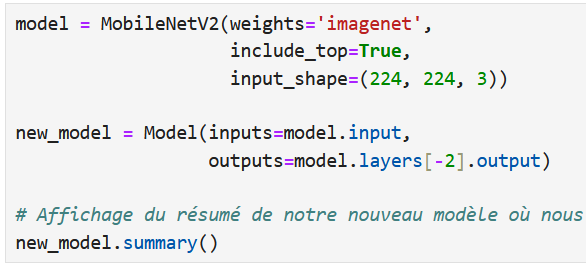 model = MobileNetV2(weights='imagenet',
include_top=True,
input_shape=(224, 224, 3))
new_model = Model(inputs=model.input,
outputs=model.layers[-2].output)
# Affichage du résumé de notre nouveau modèle où nous
new_model.summary()